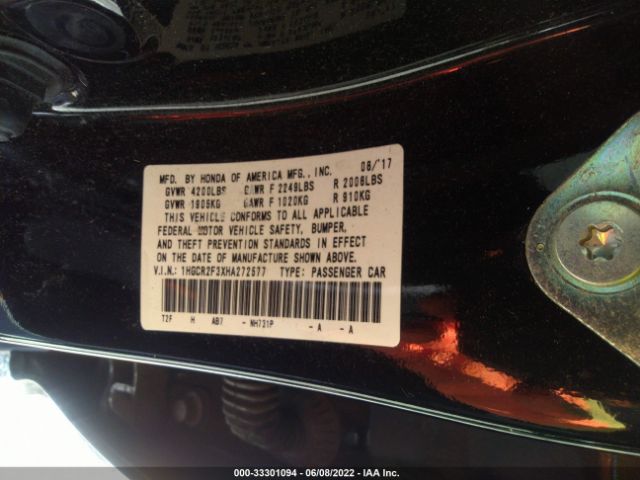 MFD. BY HONDA OF AMERICA MFG., INC. 06/'17
GVWR 4200LBS GAWR F 2249LBS R 2006LBS
GVWR 1905KG GAWR F 1020KG R 910KG
THIS VEHICLE CONFORMS TO ALL APPLICABLE
FEDERAL MOTOR VEHICLE SAFETY, BUMPER,
AND THEFT PREVENTION STANDARDS IN EFFECT
ON THE DATE OF MANUFACTURE SHOWN ABOVE.
V.I.N.: 1HGCR2F3XHA272577 TYPE: PASSENGER CAR
T2F H AB7 - NH731P - A - A
000-33301094 - 06/08/2022 - IAA Inc.